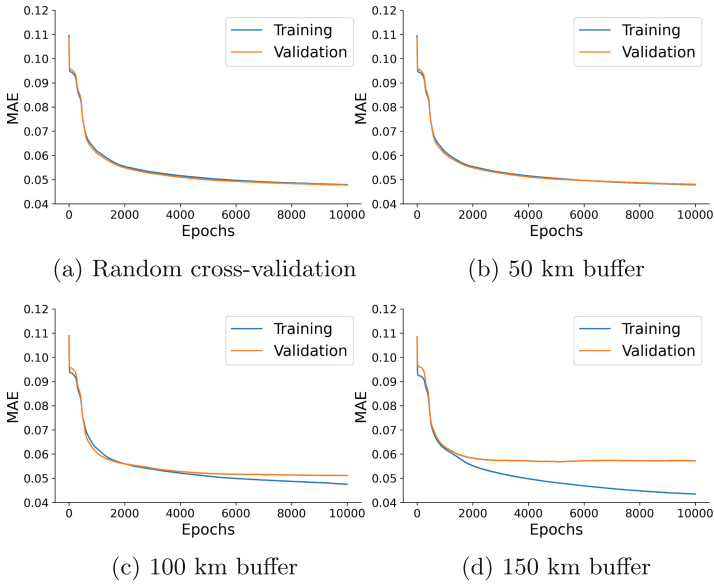 0.12
0.11
0.10
0.09
0.08
0.07
0.06
0.05
0.04
MAE
0 2000 4000 6000 8000 10000
Epochs
Training
Validation
(a) Random cross-validation
0.12
0.11
0.10
0.09
0.08
0.07
0.06
0.05
0.04
MAE
0 2000 4000 6000 8000 10000
Epochs
Training
Validation
(b) 50 km buffer
0.12
0.11
0.10
0.09
0.08
0.07
0.06
0.05
0.04
MAE
0 2000 4000 6000 8000 10000
Epochs
Training
Validation
(c) 100 km buffer
0.12
0.11
0.10
0.09
0.08
0.07
0.06
0.05
0.04
MAE
0 2000 4000 6000 8000 10000
Epochs
Training
Validation
(d) 150 km buffer